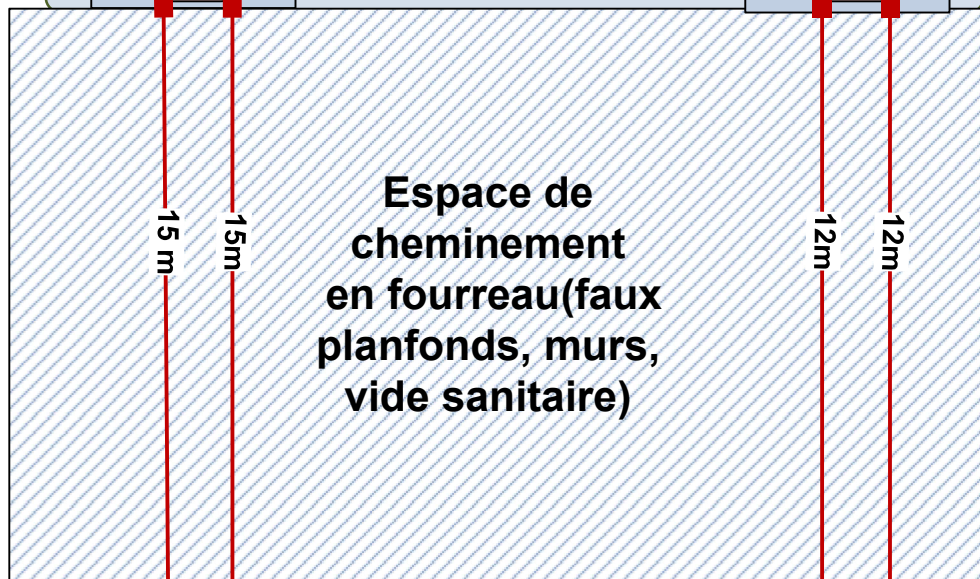 Espace de
cheminement
en fourreau(faux
planfonds, murs,
vide sanitaire)
15 m
15m
12m
12m